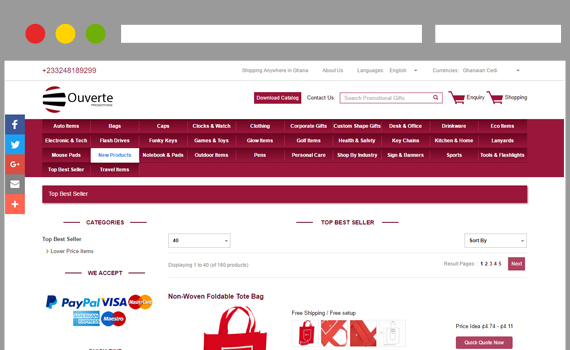 +233248189299
Shipping Anywhere in Ghana
About Us
Languages: English
Currencies: Ghanaian Cedi
Ouverte
PROMOTIONS
Download Catalog
Contact Us
Search Promotional Gifts
Enquiry
Shopping
Auto Items Bags Caps Clocks & Watch Clothing Corporate Gifts Custom Shape Gifts Desk & Office Drinkware Eco Items
Electronic & Tech Flash Drives Funky Keys Games & Toys Glow Items Golf Items Health & Safety Key Chains Kitchen & Home Lanyards
Mouse Pads New Products Notebook & Pads Outdoor Items Pens Personal Care Shop By Industry Sign & Banners Sports Tools & Flashlights
Top Best Seller Travel Items
Top Best Seller
CATEGORIES
TOP BEST SELLER
Top Best Seller
Lower Price Items
40
Sort By
Displaying 1 to 40 (of 180 products)
Result Pages: 1 2 3 4 5 Next
WE ACCEPT
PayPal VISA MasterCard
AMERICAN EXPRESS Maestro
Non-Woven Foldable Tote Bag
Free Shipping / Free setup
Price Idea ¢4.74 - ¢4.11
Quick Quote Now